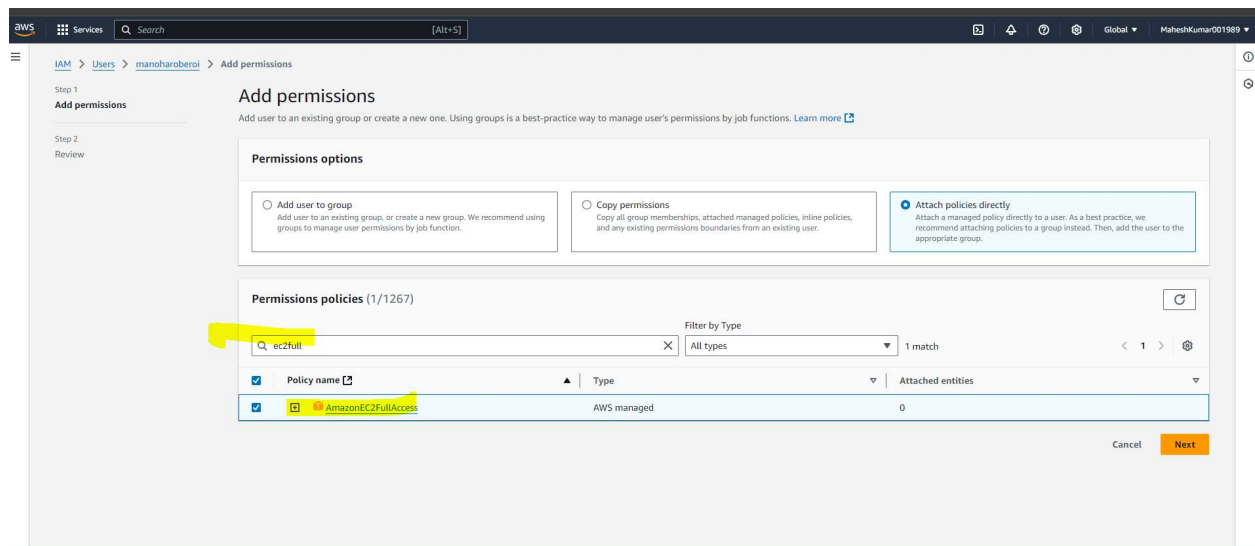 aws Services Search [Alt+S] Global MaheshKumar001989
IAM > Users > manoharoberoi > Add permissions
Step 1
Add permissions
Step 2
Review
Add permissions
Add user to an existing group or create a new one. Using groups is a best-practice way to manage user's permissions by job functions. Learn more
Permissions options
Add user to group
Add user to an existing group, or create a new group. We recommend using
groups to manage user permissions by job function.
Copy permissions
Copy all group memberships, attached managed policies, inline policies,
and any existing permissions boundaries from an existing user.
Attach policies directly
Attach a managed policy directly to a user. As a best practice, we
recommend attaching policies to a group instead. Then, add the user to the
appropriate group.
Permissions policies (1/1267)
Filter by Type
ec2full All types 1 match 1
Policy name Type Attached entities
AmazonEC2FullAccess AWS managed 0
Cancel Next